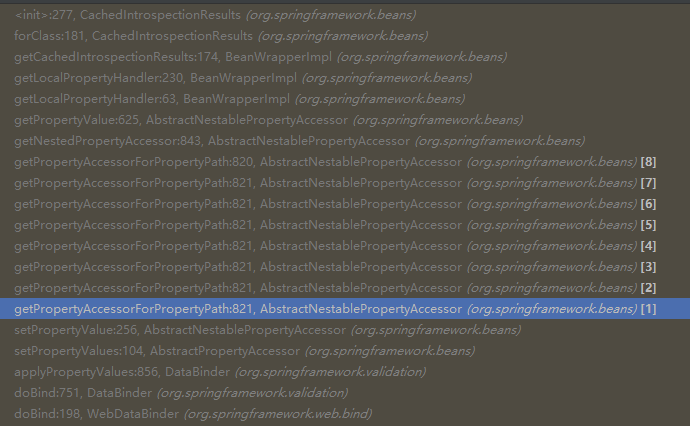 <init>:277, CachedIntrospectionResults (org.springframework.beans)
forClass:181, CachedIntrospectionResults (org.springframework.beans)
getCachedIntrospectionResults:174, BeanWrapperImpl (org.springframework.beans)
getLocalPropertyHandler:230, BeanWrapperImpl (org.springframework.beans)
getLocalPropertyHandler:63, BeanWrapperImpl (org.springframework.beans)
getPropertyValue:625, AbstractNestablePropertyAccessor (org.springframework.beans)
getNestedPropertyAccessor:843, AbstractNestablePropertyAccessor (org.springframework.beans)
getPropertyAccessorForPropertyPath:820, AbstractNestablePropertyAccessor (org.springframework.beans) [8]
getPropertyAccessorForPropertyPath:821, AbstractNestablePropertyAccessor (org.springframework.beans) [7]
getPropertyAccessorForPropertyPath:821, AbstractNestablePropertyAccessor (org.springframework.beans) [6]
getPropertyAccessorForPropertyPath:821, AbstractNestablePropertyAccessor (org.springframework.beans) [5]
getPropertyAccessorForPropertyPath:821, AbstractNestablePropertyAccessor (org.springframework.beans) [4]
getPropertyAccessorForPropertyPath:821, AbstractNestablePropertyAccessor (org.springframework.beans) [3]
getPropertyAccessorForPropertyPath:821, AbstractNestablePropertyAccessor (org.springframework.beans) [2]
getPropertyAccessorForPropertyPath:821, AbstractNestablePropertyAccessor (org.springframework.beans) [1]
setPropertyValue:256, AbstractNestablePropertyAccessor (org.springframework.beans)
setPropertyValues:104, AbstractPropertyAccessor (org.springframework.beans)
applyPropertyValues:856, DataBinder (org.springframework.validation)
doBind:751, DataBinder (org.springframework.validation)
doBind:198, WebDataBinder (org.springframework.web.bind)